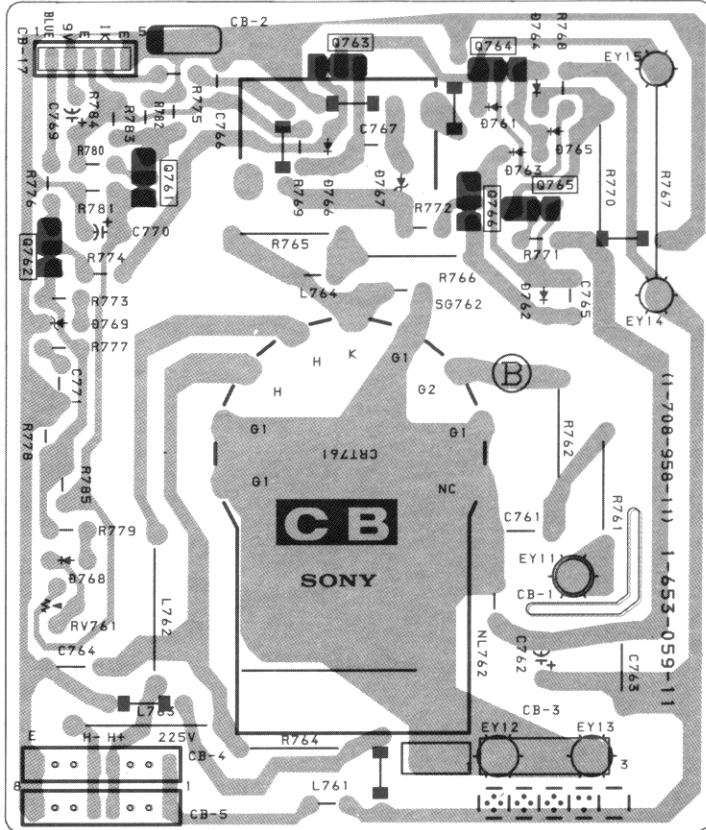 CB-17
1
BLUE
9V
E
IK
E
5
CB-2
Q763
Q764
D764
R768
EY15
C769
R784
R783
R782
R775
C766
C767
D761
D765
R780
Q761
R769
D766
D767
D763
Q765
R770
R767
R776
R781
C770
R772
Q766
Q762
R774
R765
R771
R766
L764
D762
C765
R773
SG762
D769
EY14
R777
H
K
G1
H
G2
B
C771
G1
G1
R762
R778
CRT761
G1
NC
R785
CB
C761
R761
R779
SONY
EY11
D768
CB-1
RV761
L762
NL762
C762
C763
C764
(1-708-958-11) 1-653-059-11
L763
CB-3
E
H-
H+
225V
CB-4
R764
EY12
EY13
3
8
1
CB-5
L761